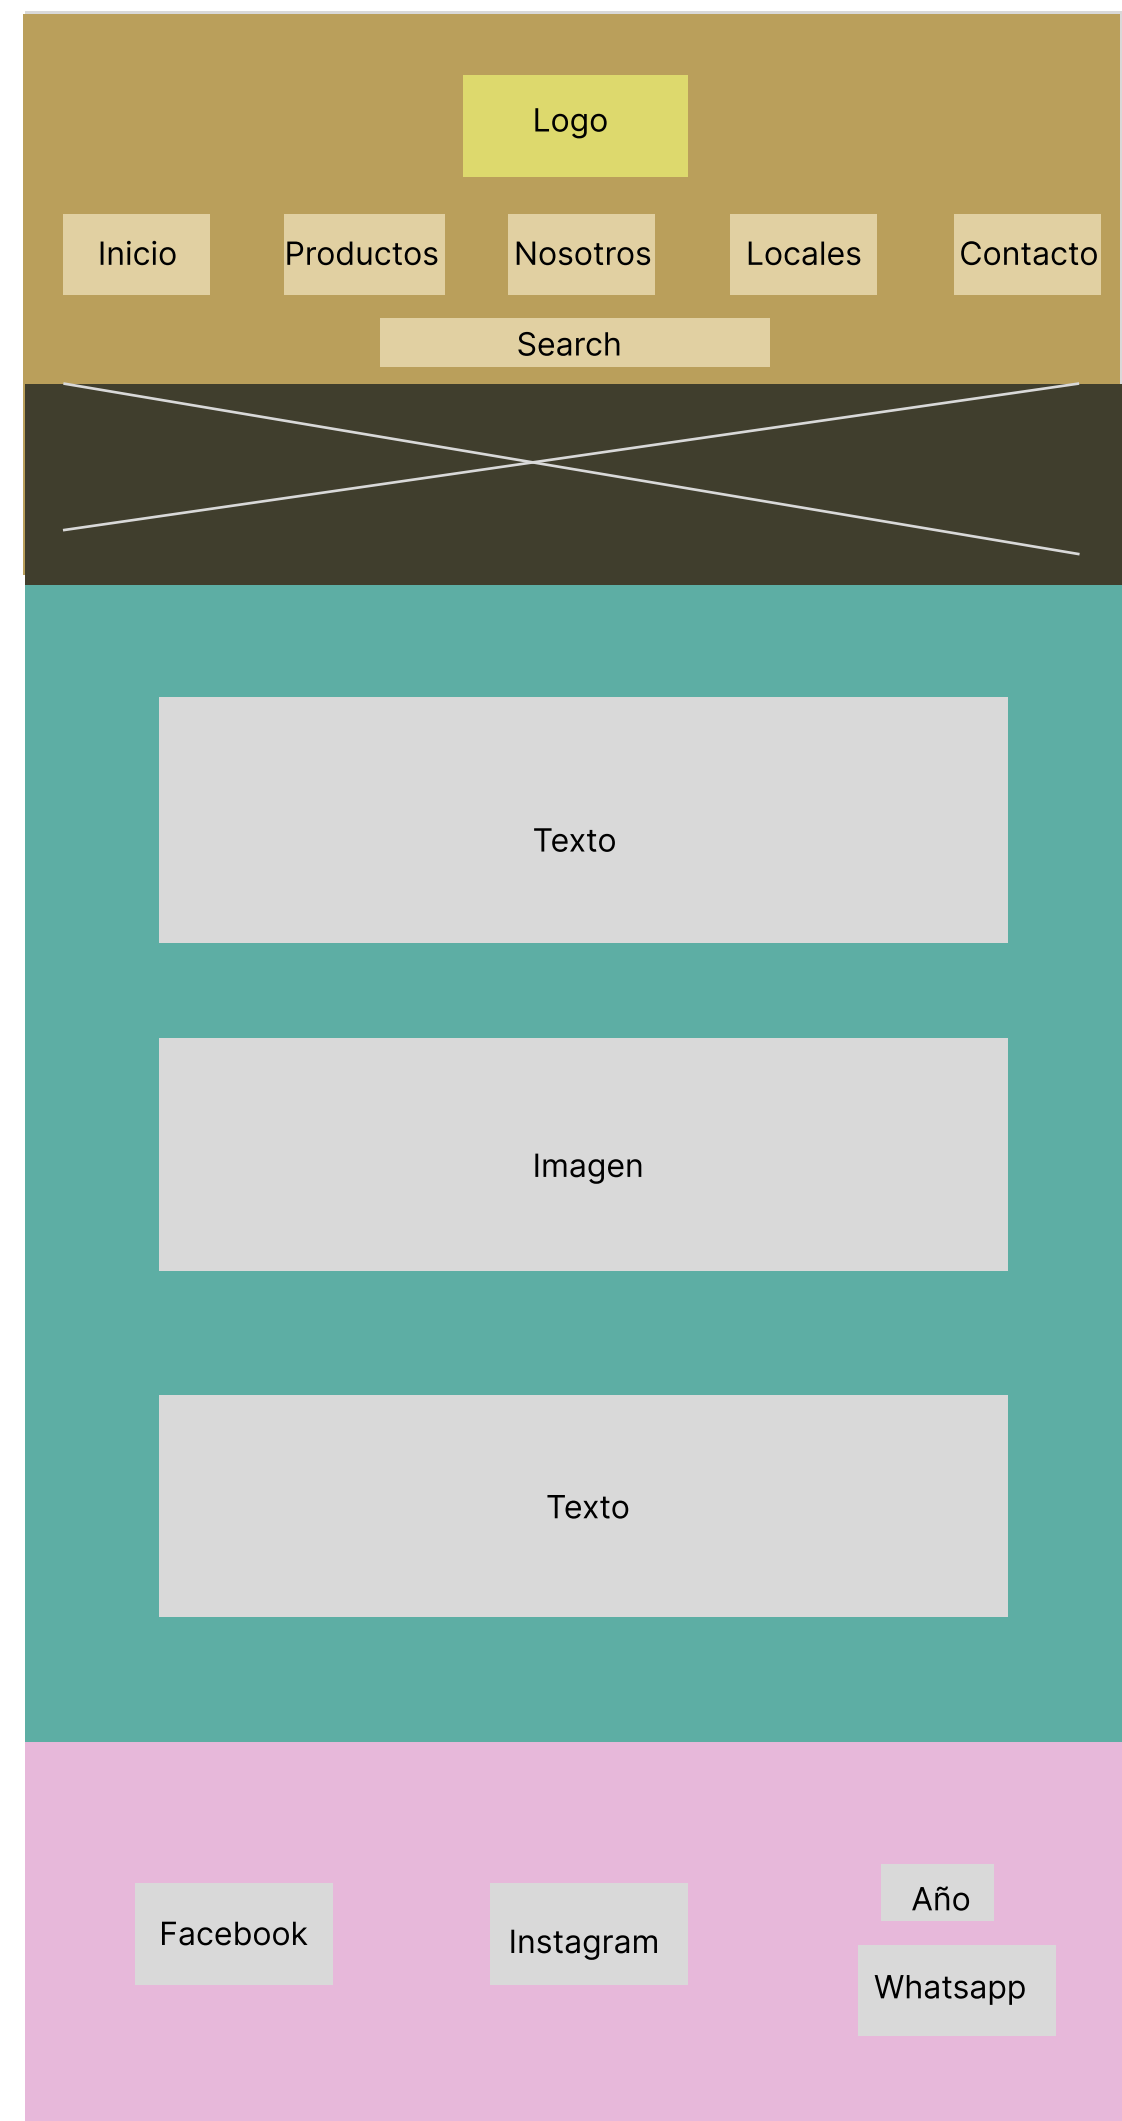 Logo
Inicio
Productos
Nosotros
Locales
Contacto
Search
Texto
Imagen
Texto
Facebook
Instagram
Año
Whatsapp